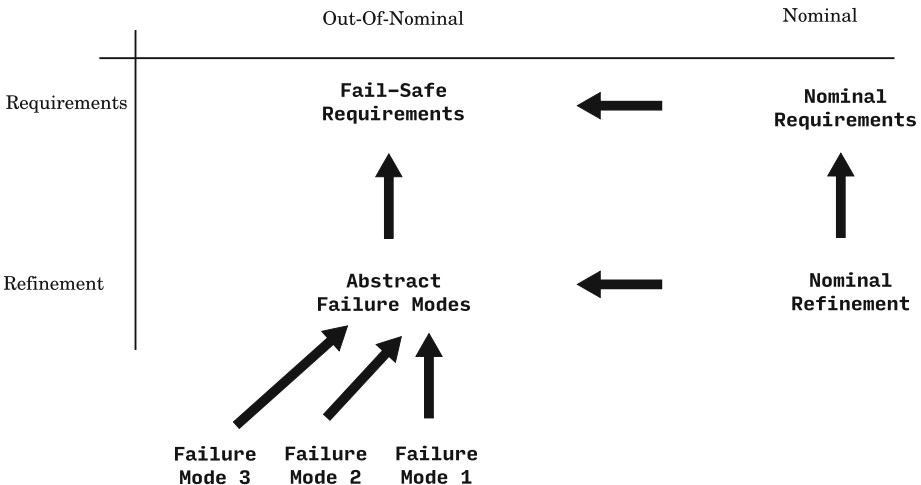 Out-Of-Nominal
Nominal
Requirements
Fail-Safe
Requirements
Nominal
Requirements
Refinement
Abstract
Failure Modes
Nominal
Refinement
Failure
Mode 3
Failure
Mode 2
Failure
Mode 1